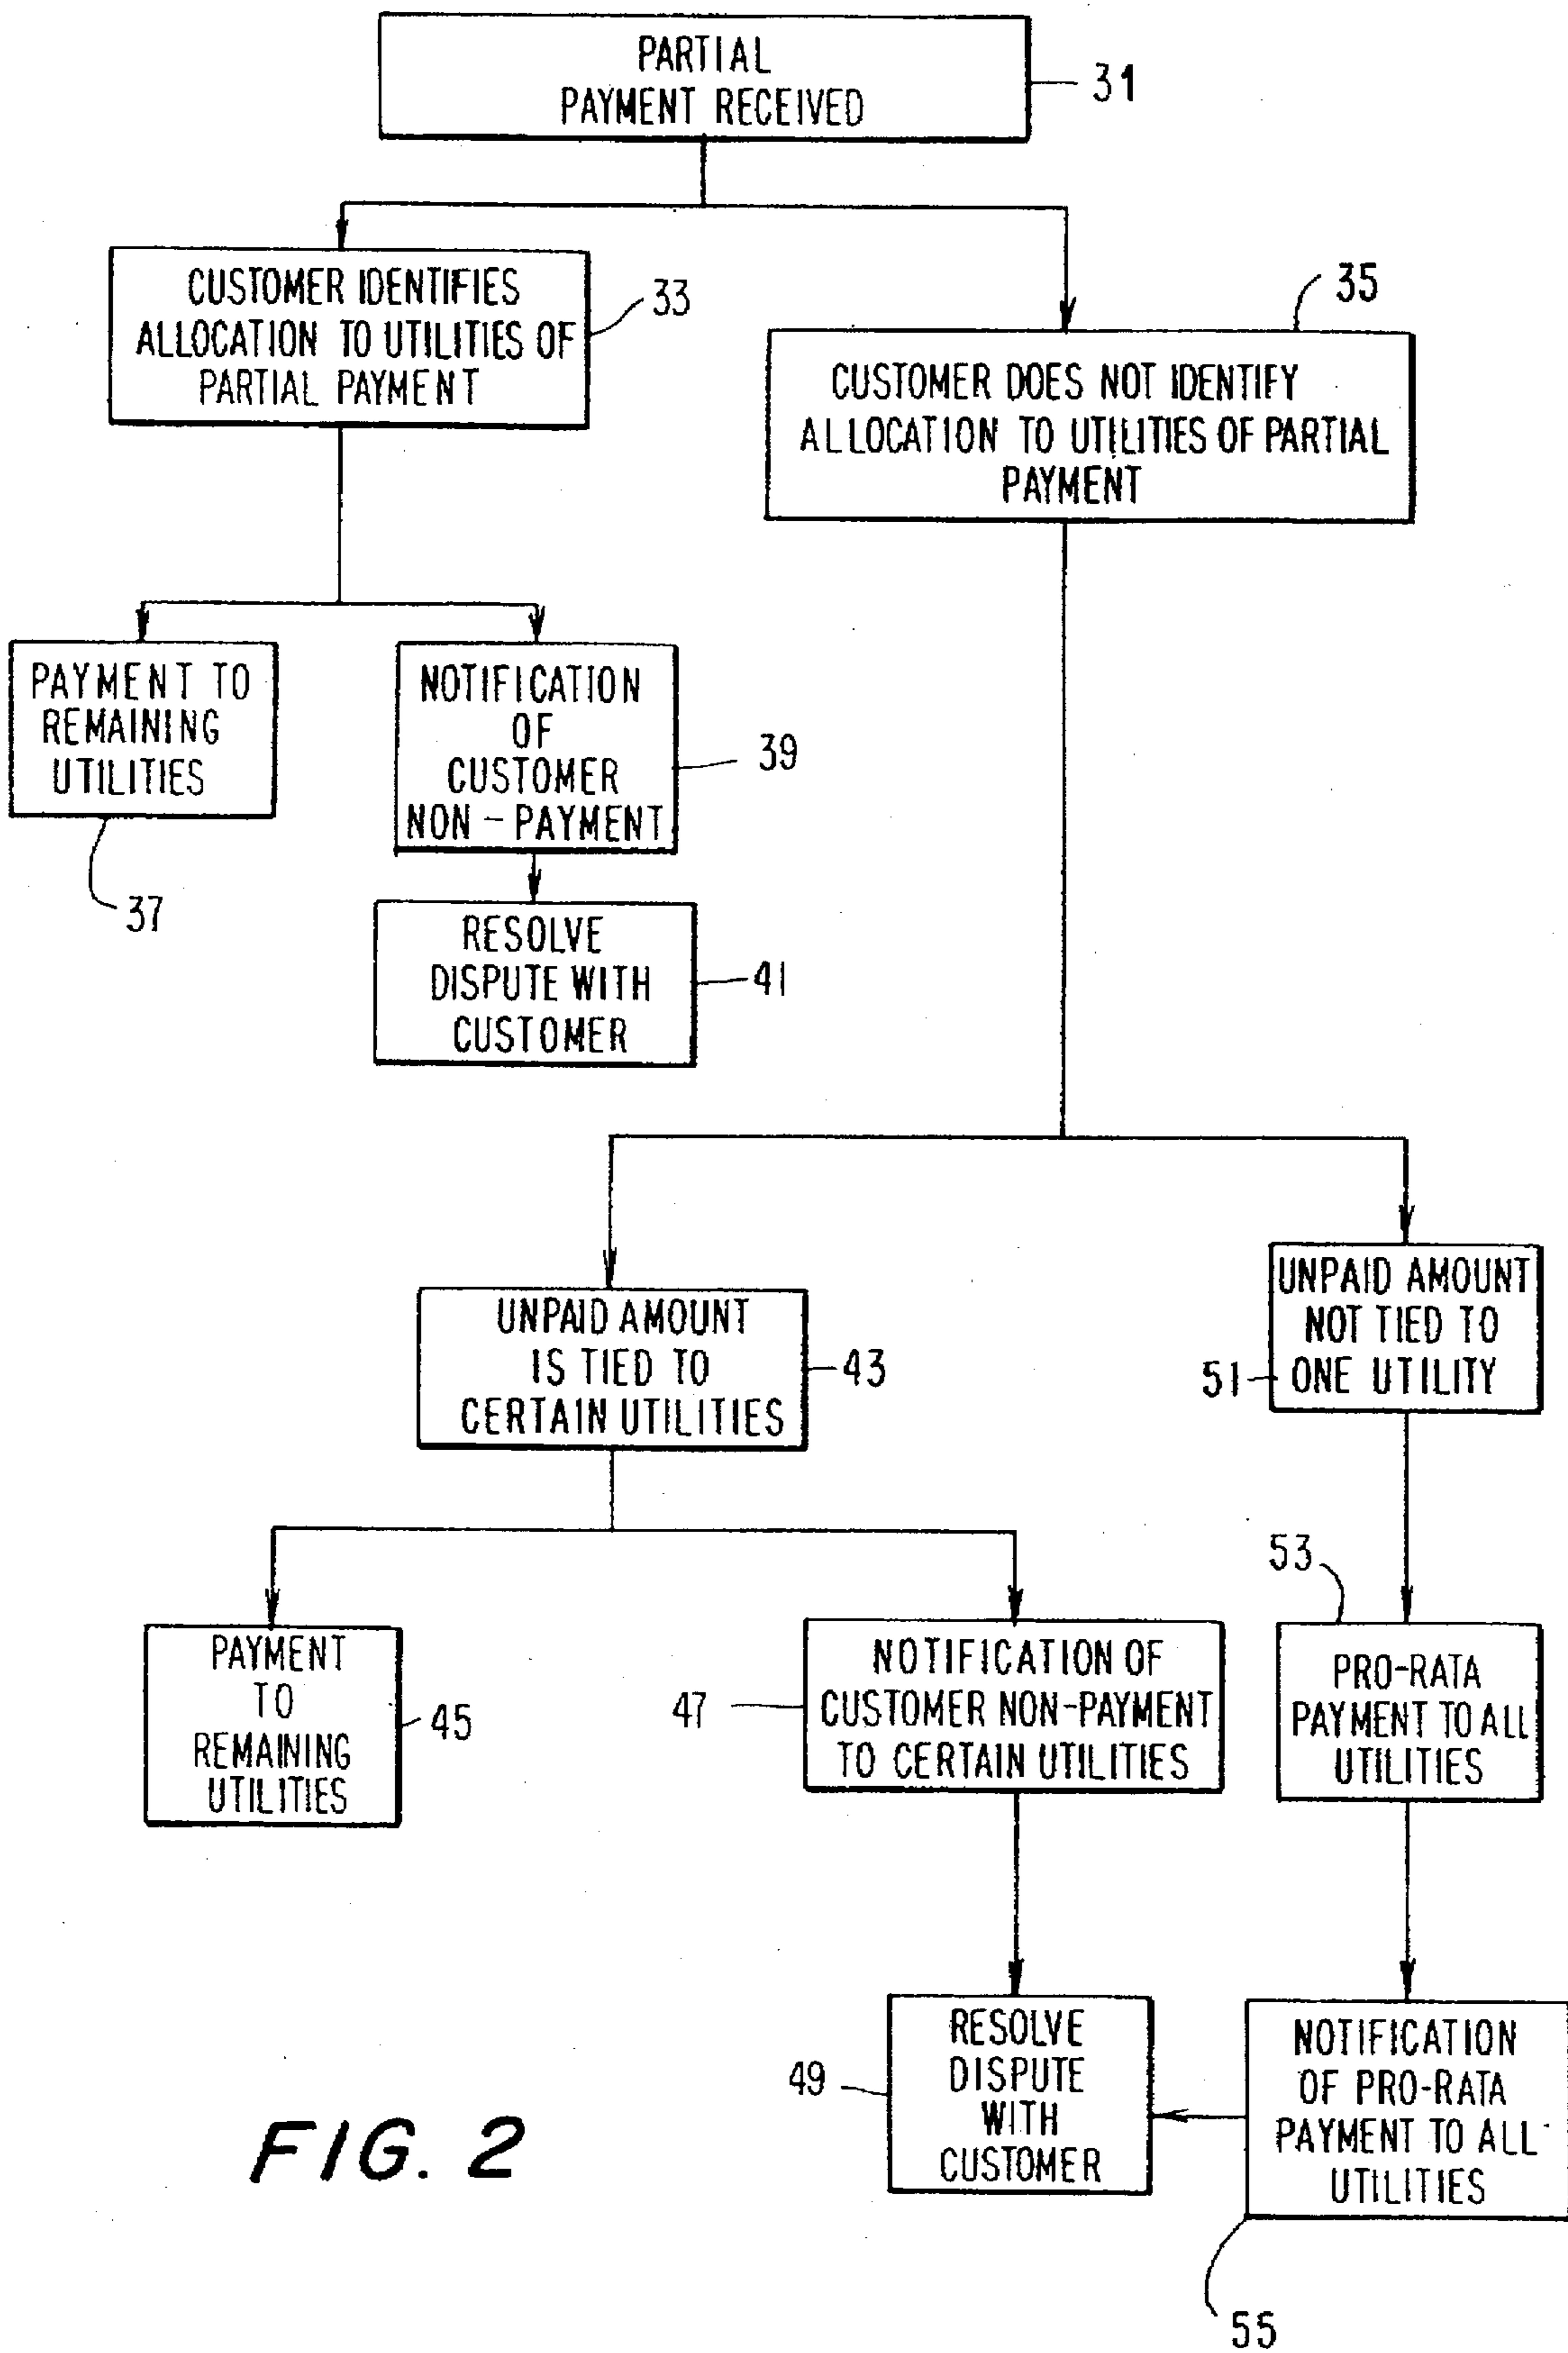 PARTIAL
PAYMENT RECEIVED
31
CUSTOMER IDENTIFIES
ALLOCATION TO UTILITIES OF
PARTIAL PAYMENT
33
35
CUSTOMER DOES NOT IDENTIFY
ALLOCATION TO UTILITIES OF PARTIAL
PAYMENT
PAYMENT TO
REMAINING
UTILITIES
37
NOTIFICATION
OF
CUSTOMER
NON-PAYMENT
39
RESOLVE
DISPUTE WITH
CUSTOMER
41
UNPAID AMOUNT
IS TIED TO
CERTAIN UTILITIES
43
UNPAID AMOUNT
NOT TIED TO
ONE UTILITY
51
PAYMENT
TO
REMAINING
UTILITIES
45
NOTIFICATION OF
CUSTOMER NON-PAYMENT
TO CERTAIN UTILITIES
47
53
PRO-RATA
PAYMENT TO ALL
UTILITIES
RESOLVE
DISPUTE
WITH
CUSTOMER
49
NOTIFICATION
OF PRO-RATA
PAYMENT TO ALL
UTILITIES
55
FIG. 2